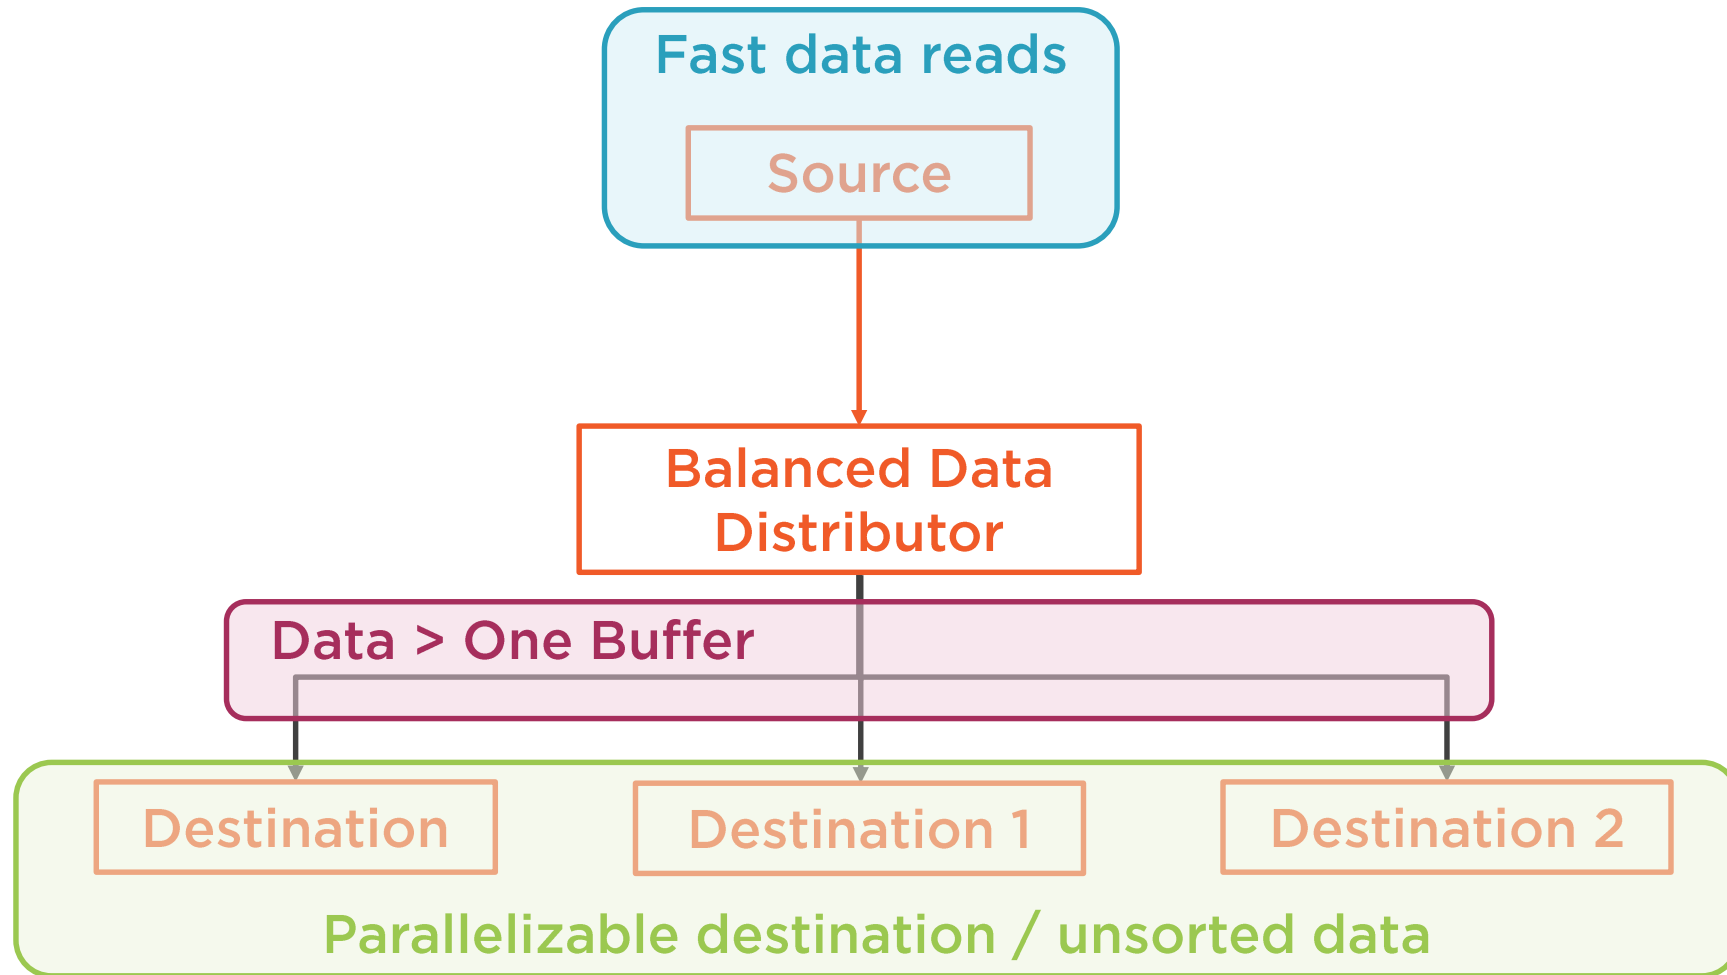 Fast data reads
Source
Balanced Data
Distributor
Data > One Buffer
Destination
Destination 1
Destination 2
Parallelizable destination / unsorted data